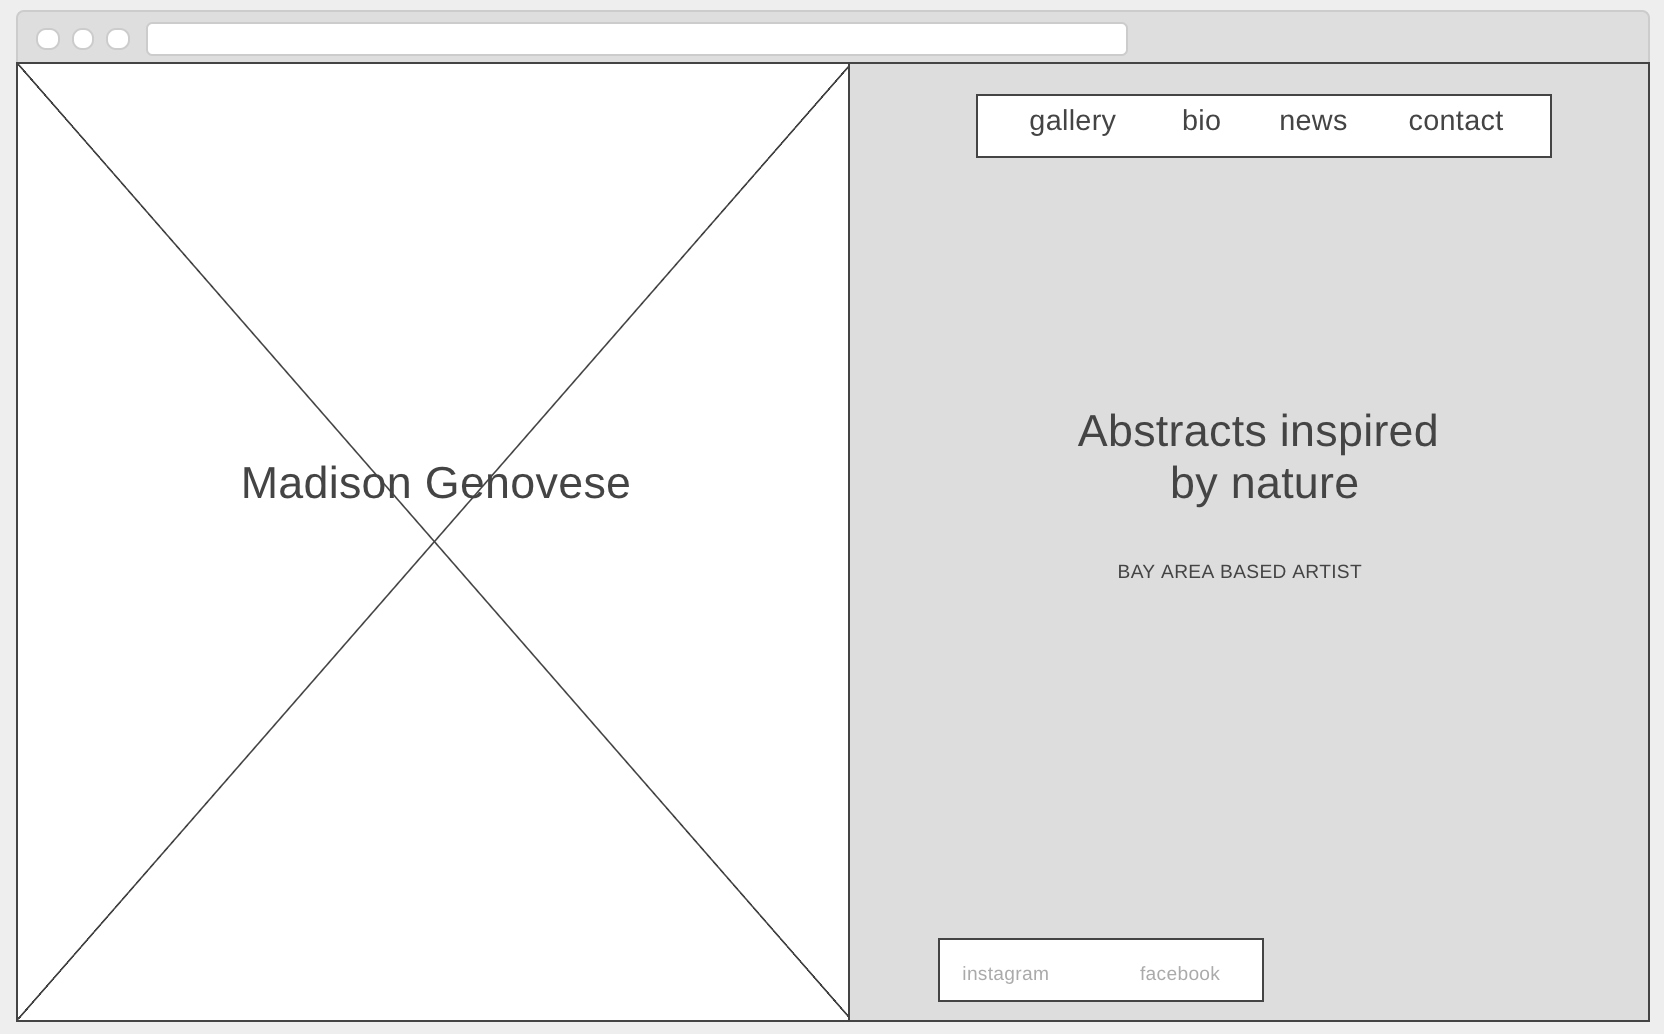 gallery bio news contact
Madison Genovese
Abstracts inspired
by nature
BAY AREA BASED ARTIST
instagram facebook